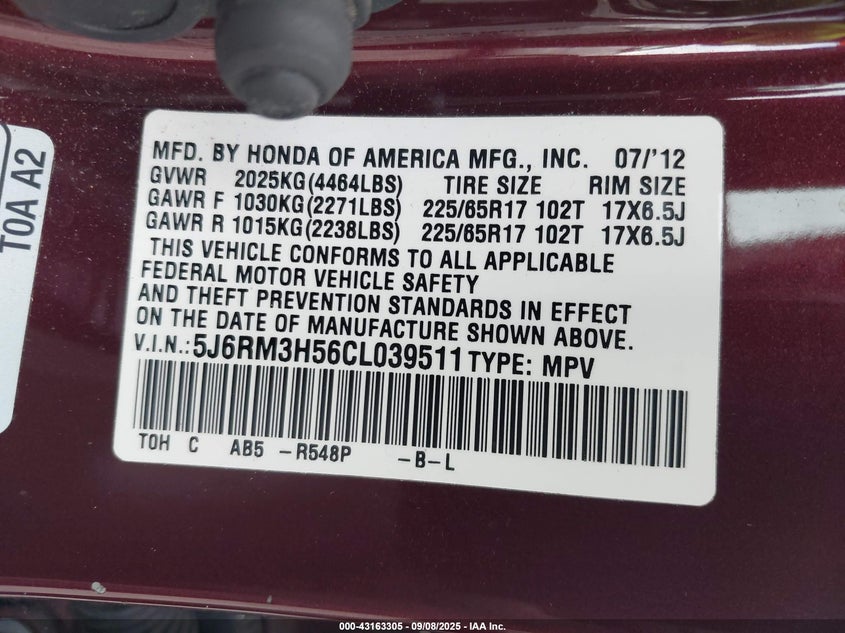 MFD. BY HONDA OF AMERICA MFG., INC. 07/'12
GVWR 2025KG(4464LBS) TIRE SIZE RIM SIZE
GAWR F 1030KG(2271LBS) 225/65R17 102T 17X6.5J
GAWR R 1015KG(2238LBS) 225/65R17 102T 17X6.5J
THIS VEHICLE CONFORMS TO ALL APPLICABLE
FEDERAL MOTOR VEHICLE SAFETY
AND THEFT PREVENTION STANDARDS IN EFFECT
ON THE DATE OF MANUFACTURE SHOWN ABOVE.
V.I.N.:5J6RM3H56CL039511 TYPE: MPV
T0H C AB5 -R548P -B-L
T0A A2
000-43163305 - 09/08/2025 - IAA Inc.